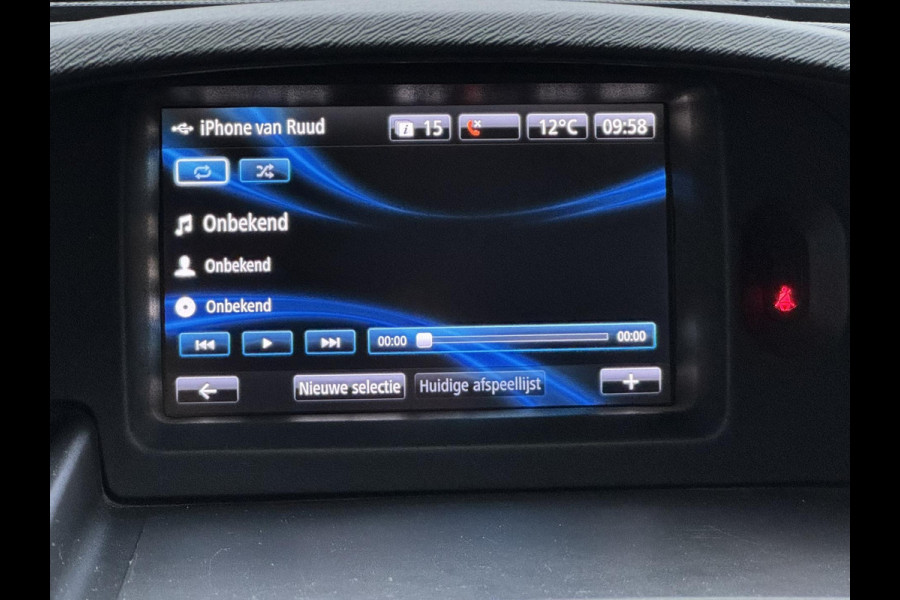 iPhone van Ruud 15 12°C 09:58
Onbekend
Onbekend
Onbekend
00:00 00:00
Nieuwe selectie Huidige afspeellijst +